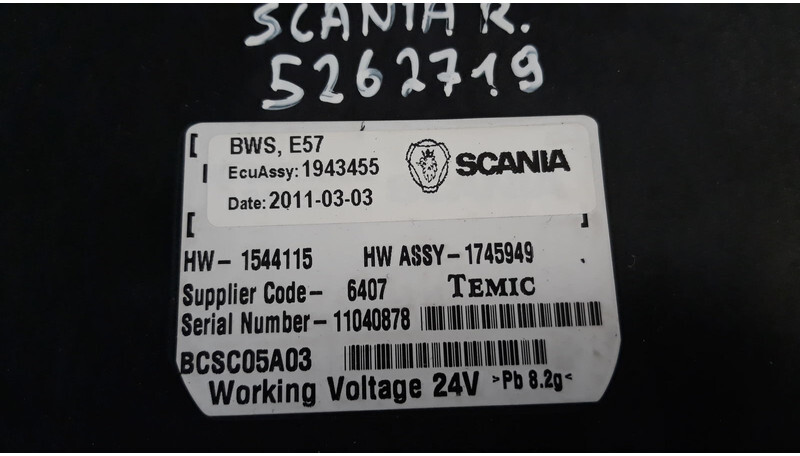 SCANIA R.
5262719
BWS, E57
EcuAssy: 1943455
SCANIA
Date: 2011-03-03
HW- 1544115 HW ASSY-1745949
Supplier Code- 6407 TEMIC
Serial Number-11040878
BCSC05A03
Working Voltage 24V >Pb 8.2g<